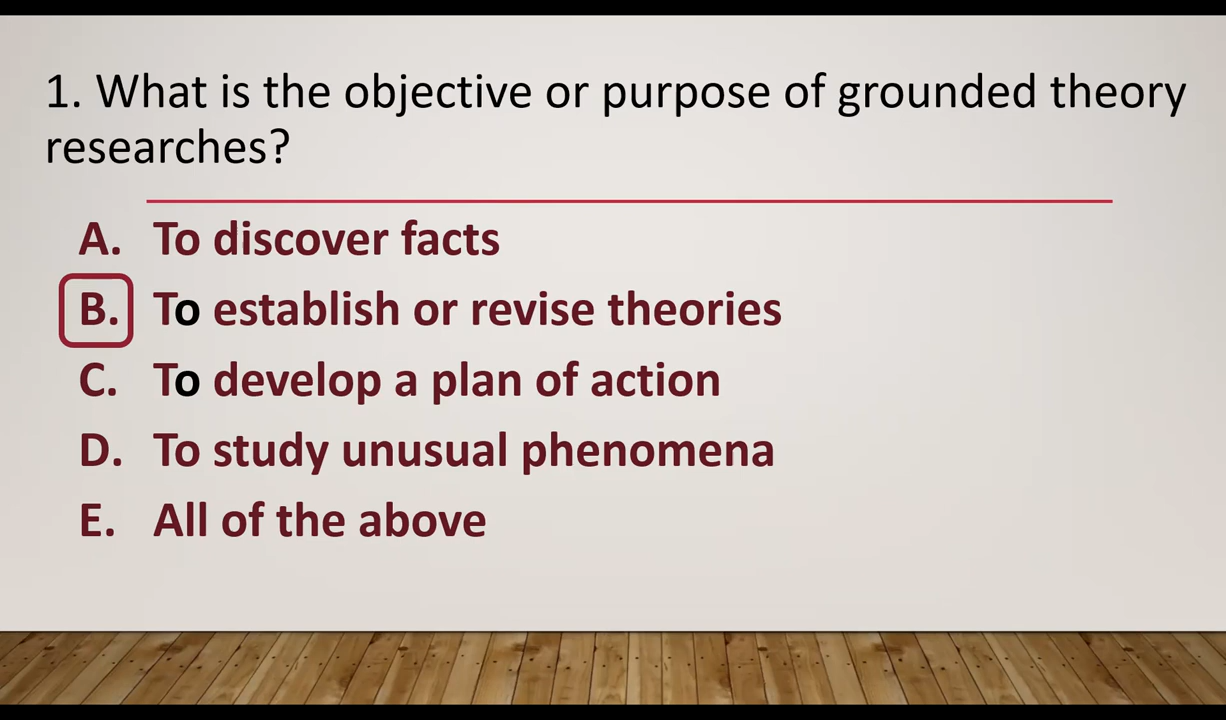 1. What is the objective or purpose of grounded theory
researches?
A. To discover facts
B. To establish or revise theories
C. To develop a plan of action
D. To study unusual phenomena
E. All of the above